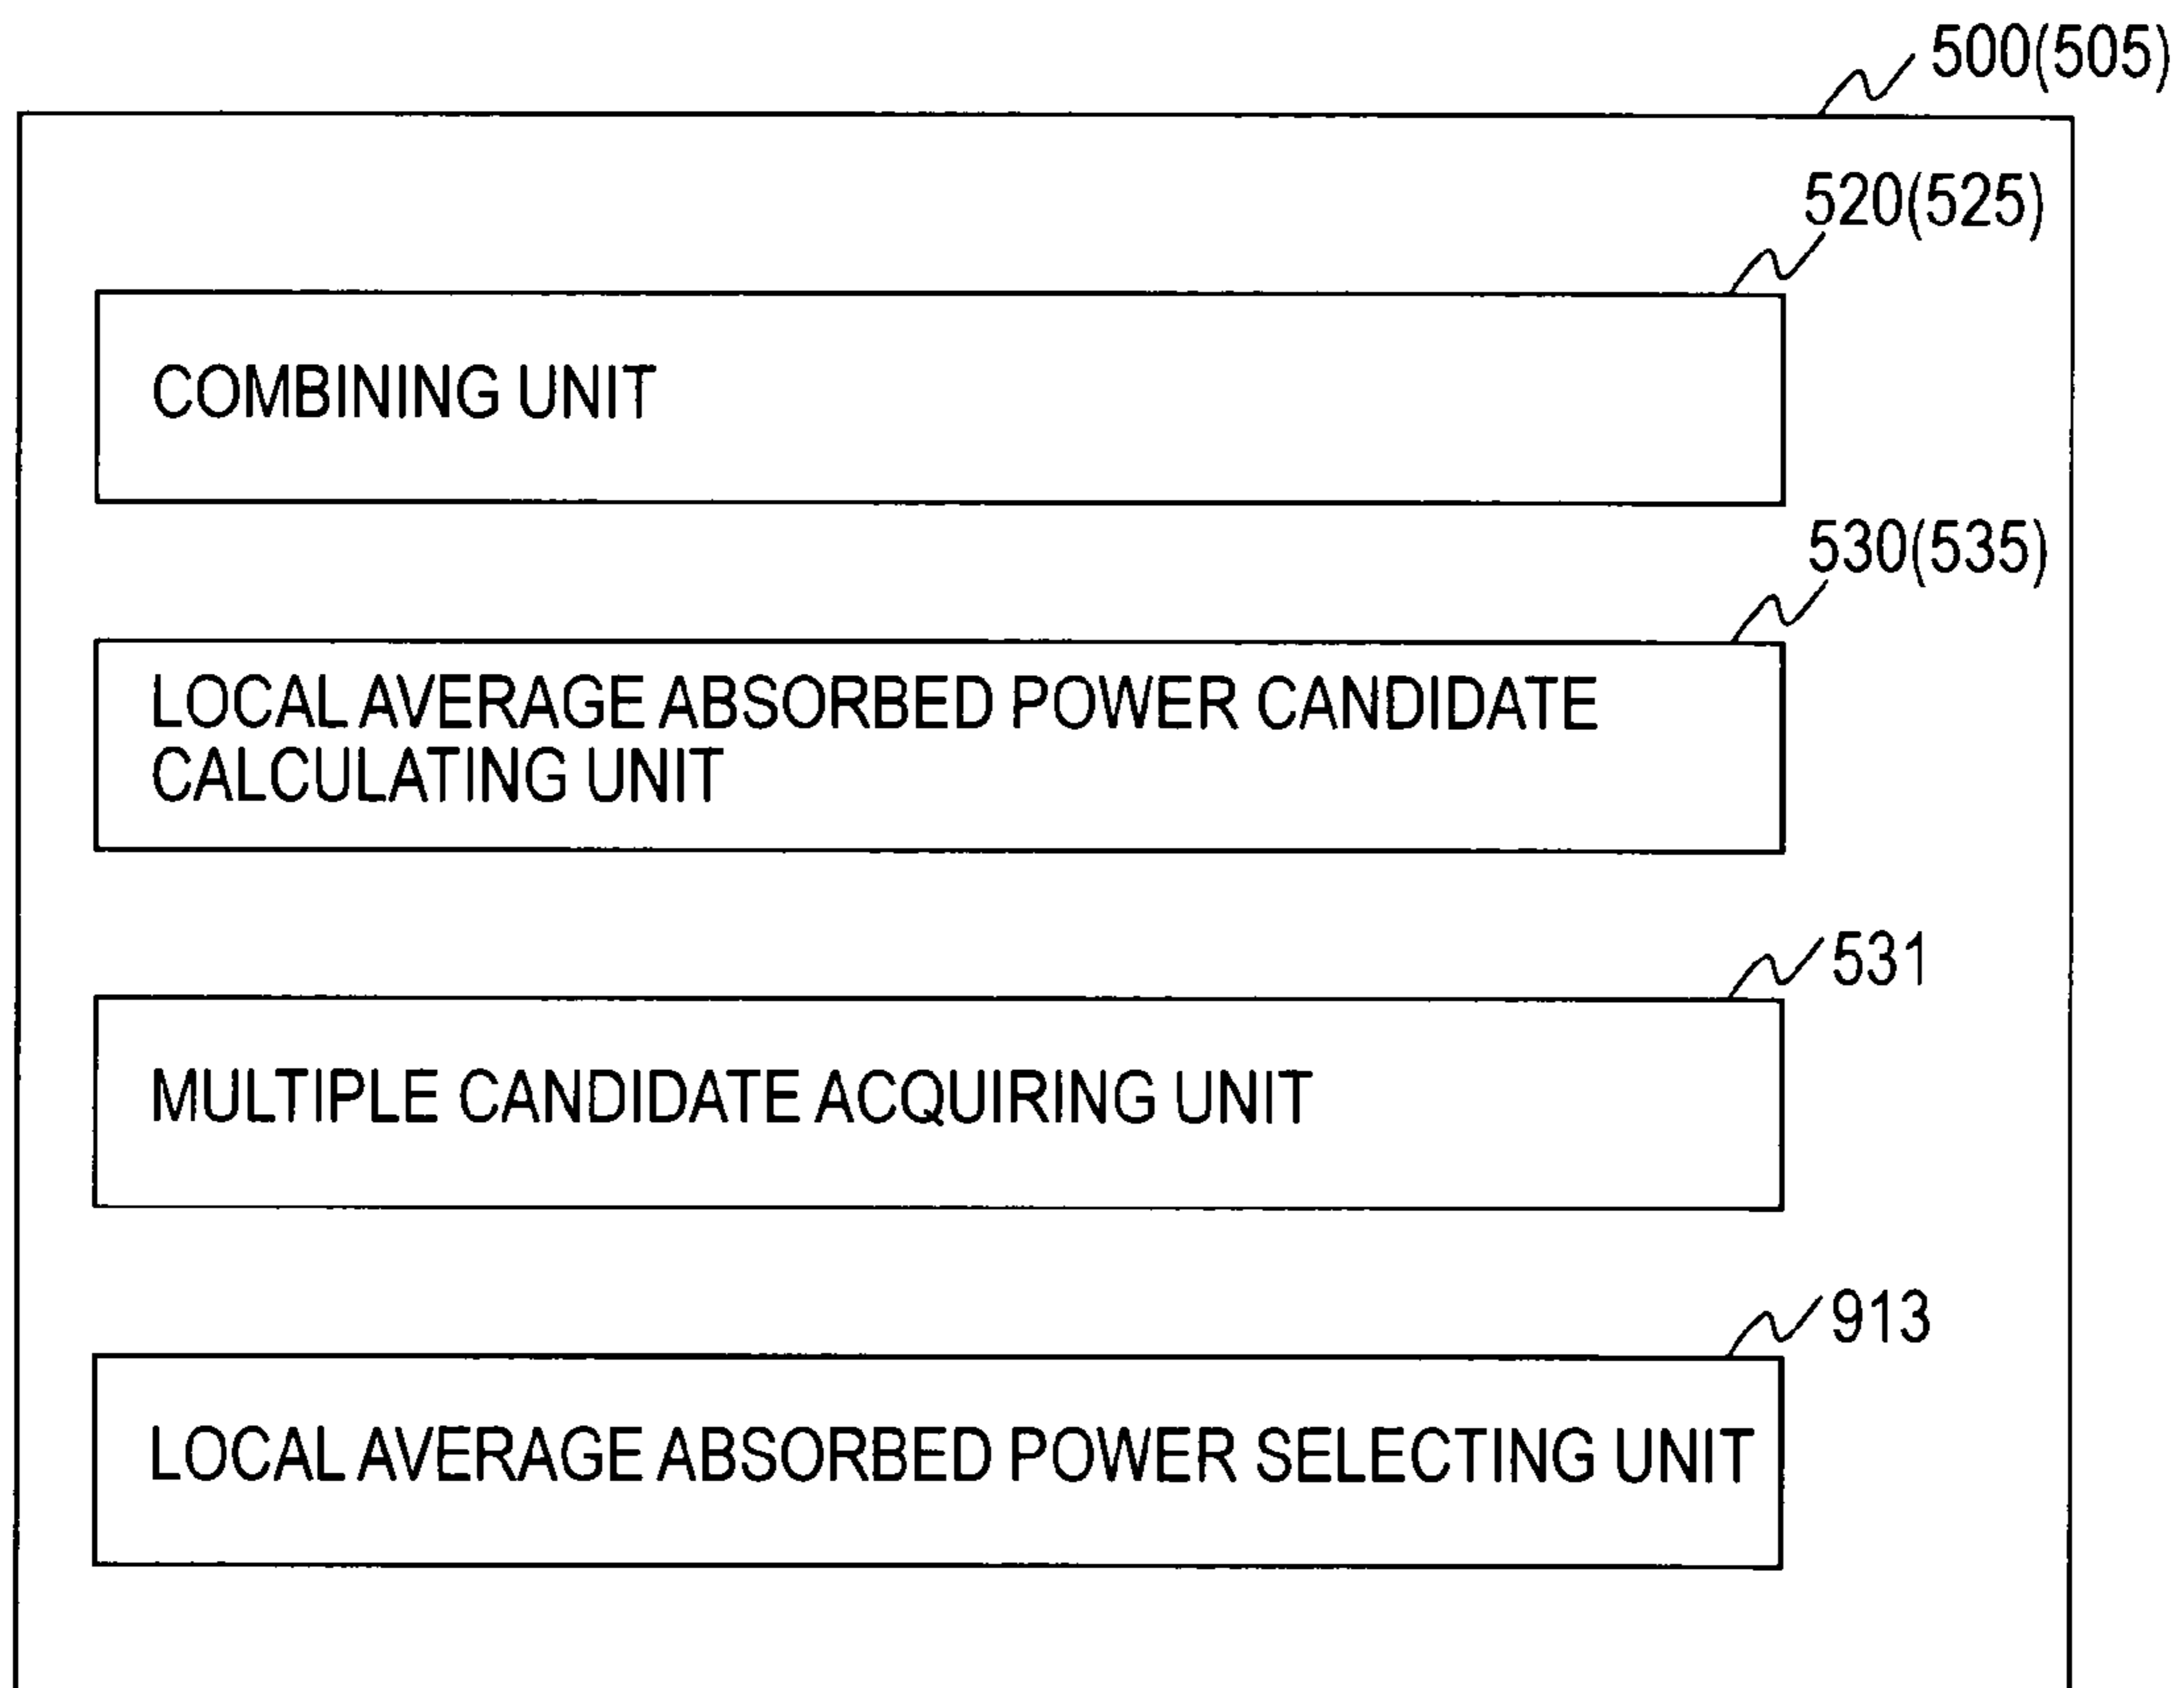 500(505)
520(525)
COMBINING UNIT
530(535)
LOCAL AVERAGE ABSORBED POWER CANDIDATE
CALCULATING UNIT
531
MULTIPLE CANDIDATE ACQUIRING UNIT
913
LOCAL AVERAGE ABSORBED POWER SELECTING UNIT